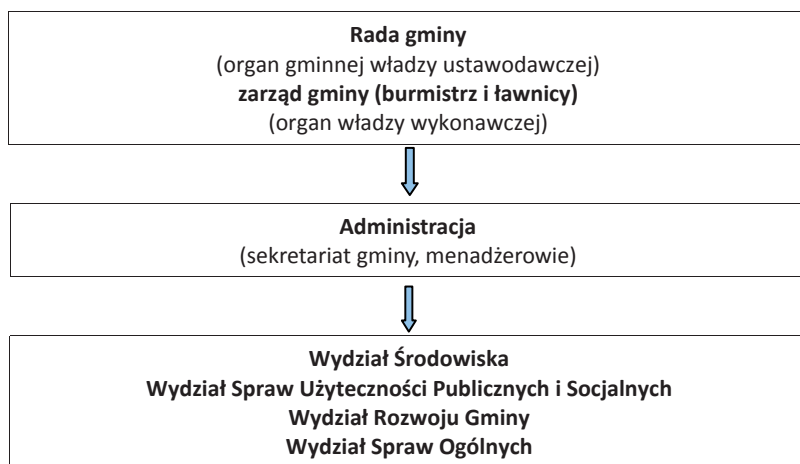 Rada gminy
(organ gminnej władzy ustawodawczej)
zarząd gminy (burmistrz i ławnicy)
(organ władzy wykonawczej)
Administracja
(sekretariat gminy, menadżerowie)
Wydział Środowiska
Wydział Spraw Użyteczności Publicznych i Socjalnych
Wydział Rozwoju Gminy
Wydział Spraw Ogólnych